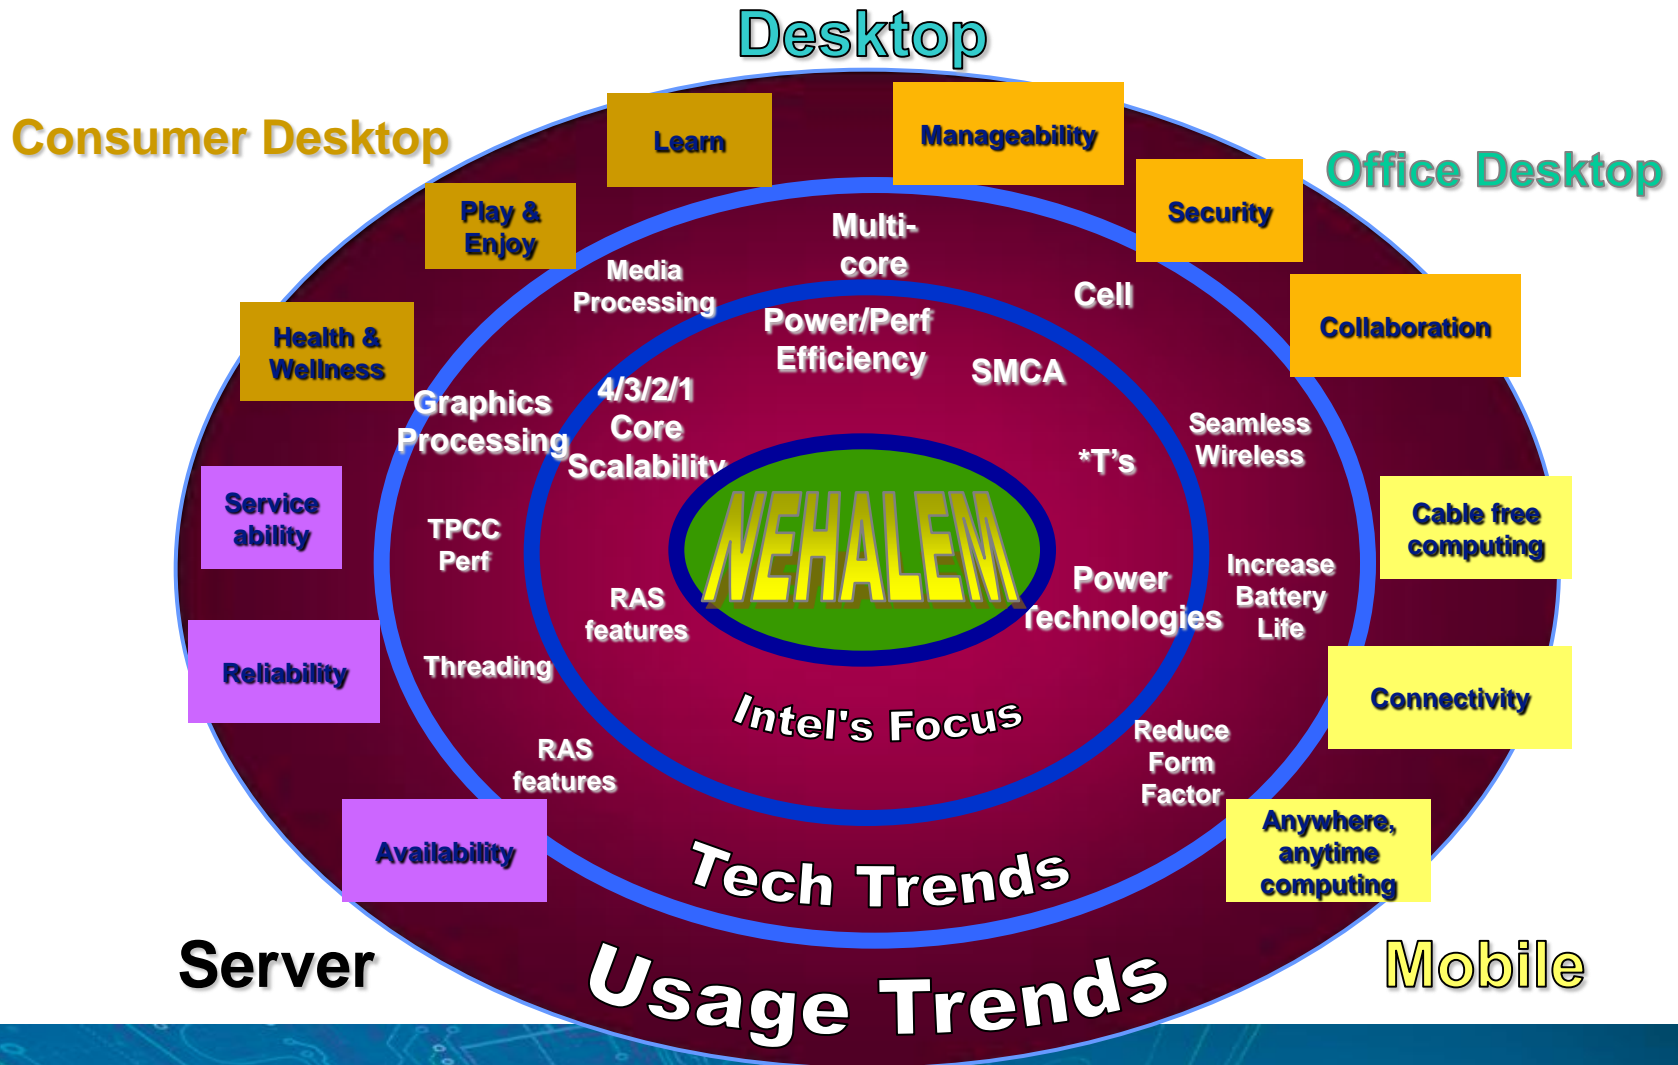 Desktop
Consumer Desktop
Office Desktop
Learn
Manageability
Play &
Enjoy
Security
Health &
Wellness
Collaboration
Multi-
core
Media
Processing
Cell
Power/Perf
Efficiency
SMCA
4/3/2/1
Core
Scalability
Graphics
Processing
Seamless
Wireless
*T's
Service
ability
TPCC
Perf
NEHALEM
Cable free
computing
RAS
features
Power
Technologies
Increase
Battery
Life
Reliability
Threading
Connectivity
Intel's Focus
RAS
features
Reduce
Form
Factor
Availability
Anywhere,
anytime
computing
Tech Trends
Server
Usage Trends
Mobile